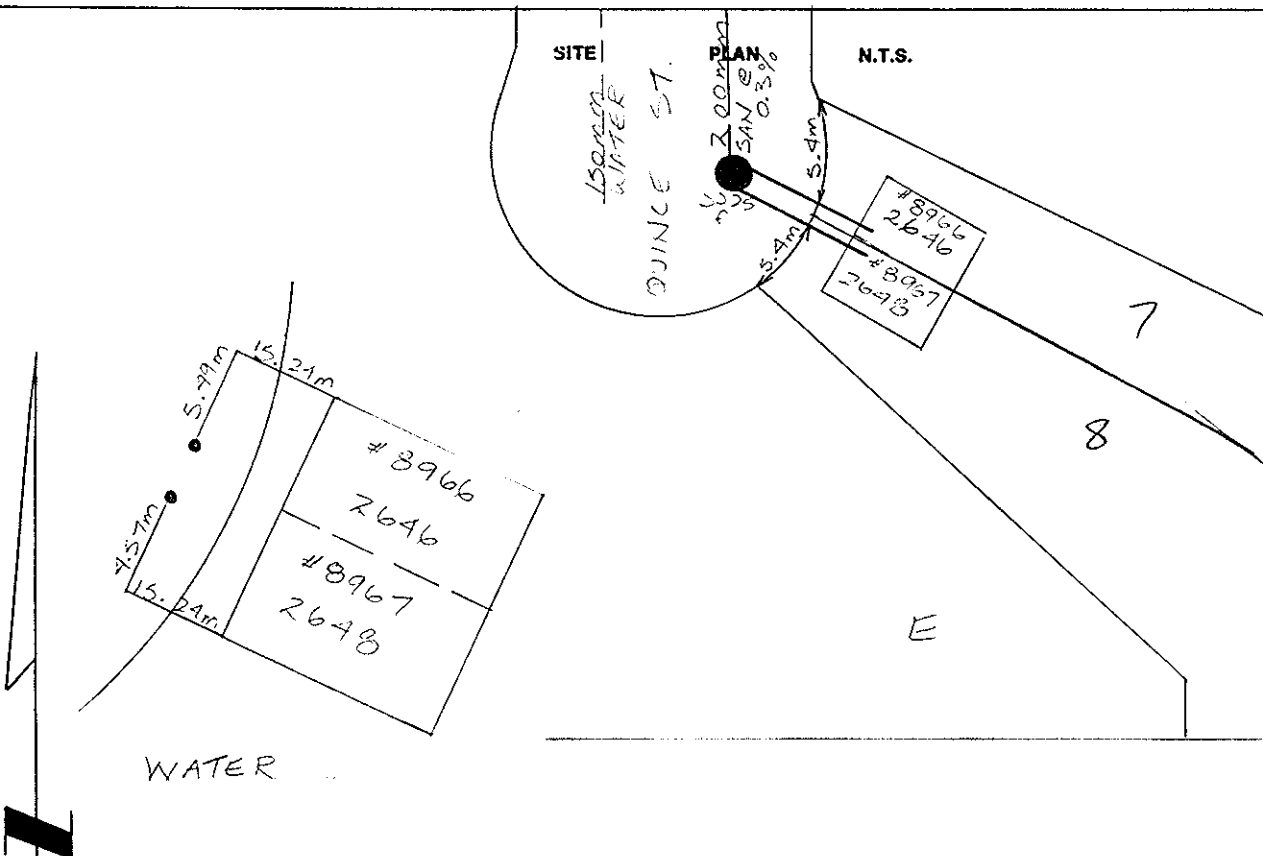 SITE PLAN N.T.S.
150mm
WATER
QUINCE ST.
200mm
SAN @
0.3%
5.4m
5.4m
#8966
2646
#8967
2648
7
8
E
5.49m
15.24m
#8966
2646
#8967
2648
4.57m
15.24m
WATER